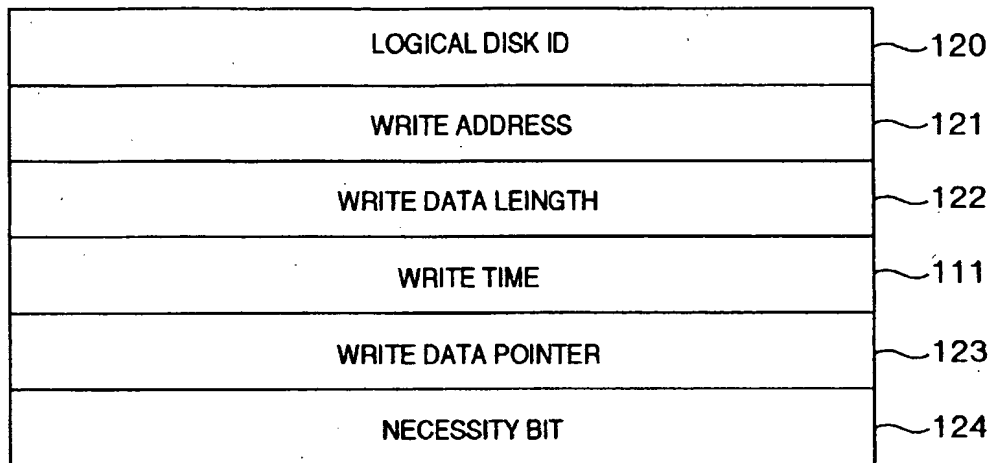 LOGICAL DISK ID 120
WRITE ADDRESS 121
WRITE DATA LEINGTH 122
WRITE TIME 111
WRITE DATA POINTER 123
NECESSITY BIT 124